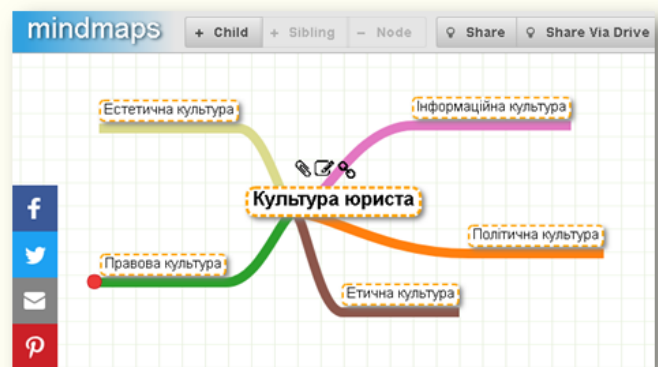 mindmaps
+ Child
+ Sibling
− Node
Share
Share Via Drive
Естетична культура
Інформаційна культура
Культура юриста
Політична культура
Правова культура
Етична культура